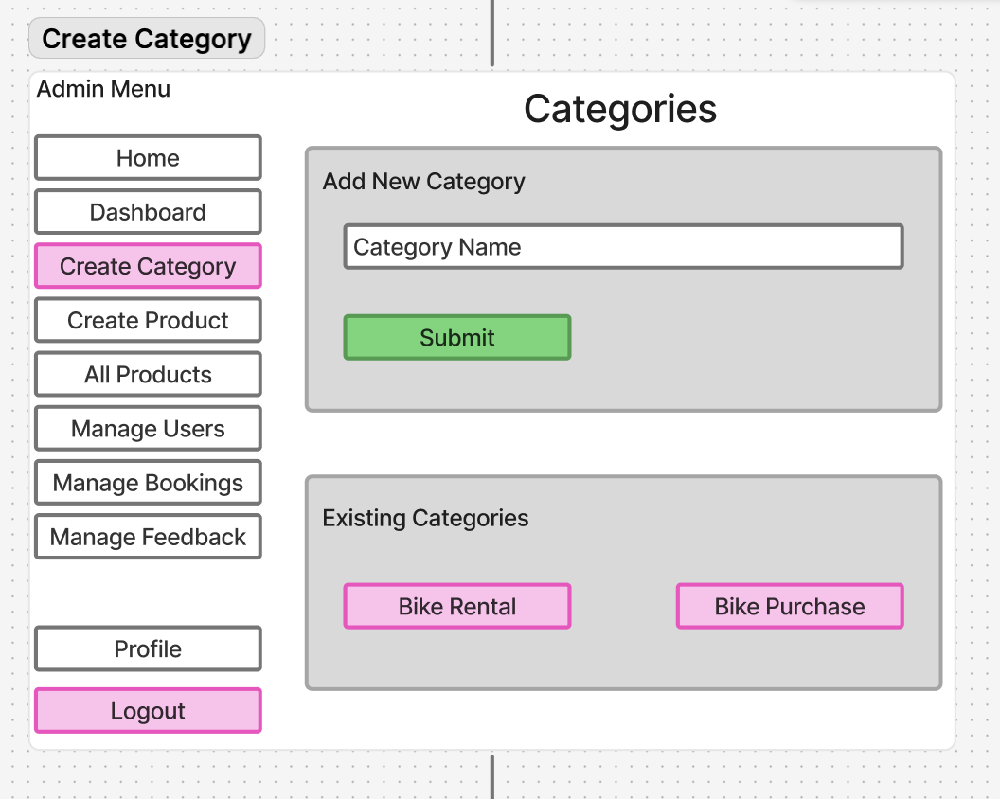 Create Category
Admin Menu
Home
Dashboard
Create Category
Create Product
All Products
Manage Users
Manage Bookings
Manage Feedback
Profile
Logout
Categories
Add New Category
Category Name
Submit
Existing Categories
Bike Rental
Bike Purchase